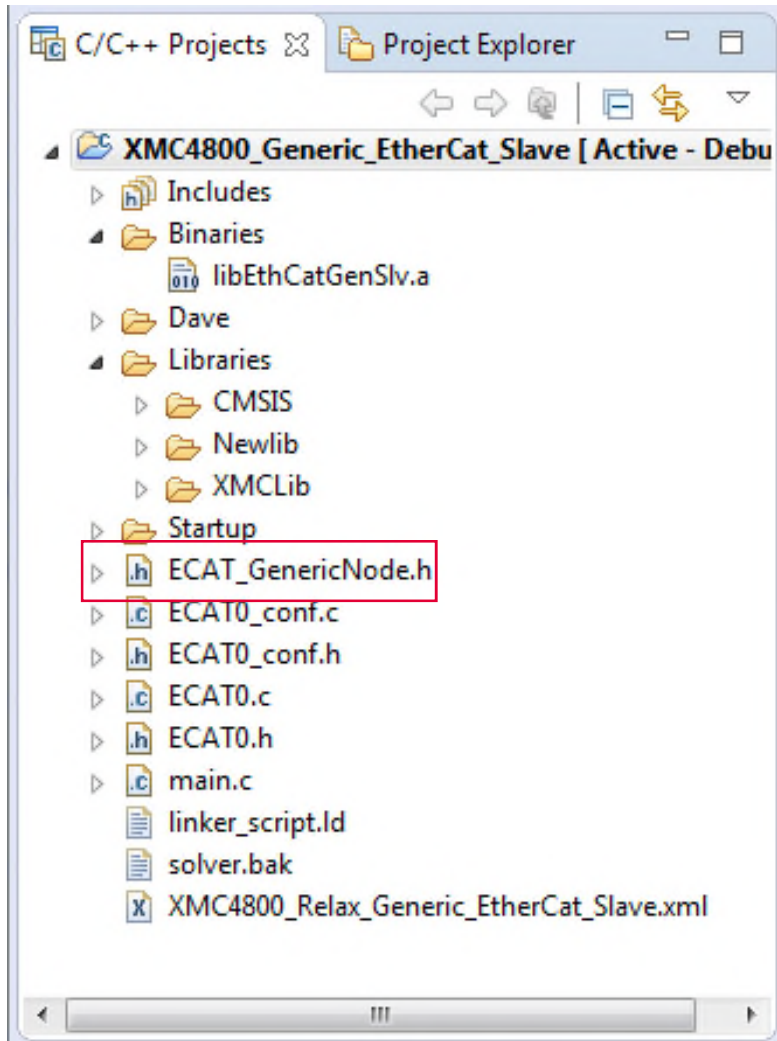 C/C++ Projects Project Explorer
XMC4800_Generic_EtherCat_Slave [ Active - Debu
Includes
Binaries
010 libEthCatGenSlv.a
Dave
Libraries
CMSIS
Newlib
XMCLib
Startup
.h ECAT_GenericNode.h
.c ECAT0_conf.c
.h ECAT0_conf.h
.c ECAT0.c
.h ECAT0.h
.c main.c
linker_script.ld
solver.bak
X XMC4800_Relax_Generic_EtherCat_Slave.xml